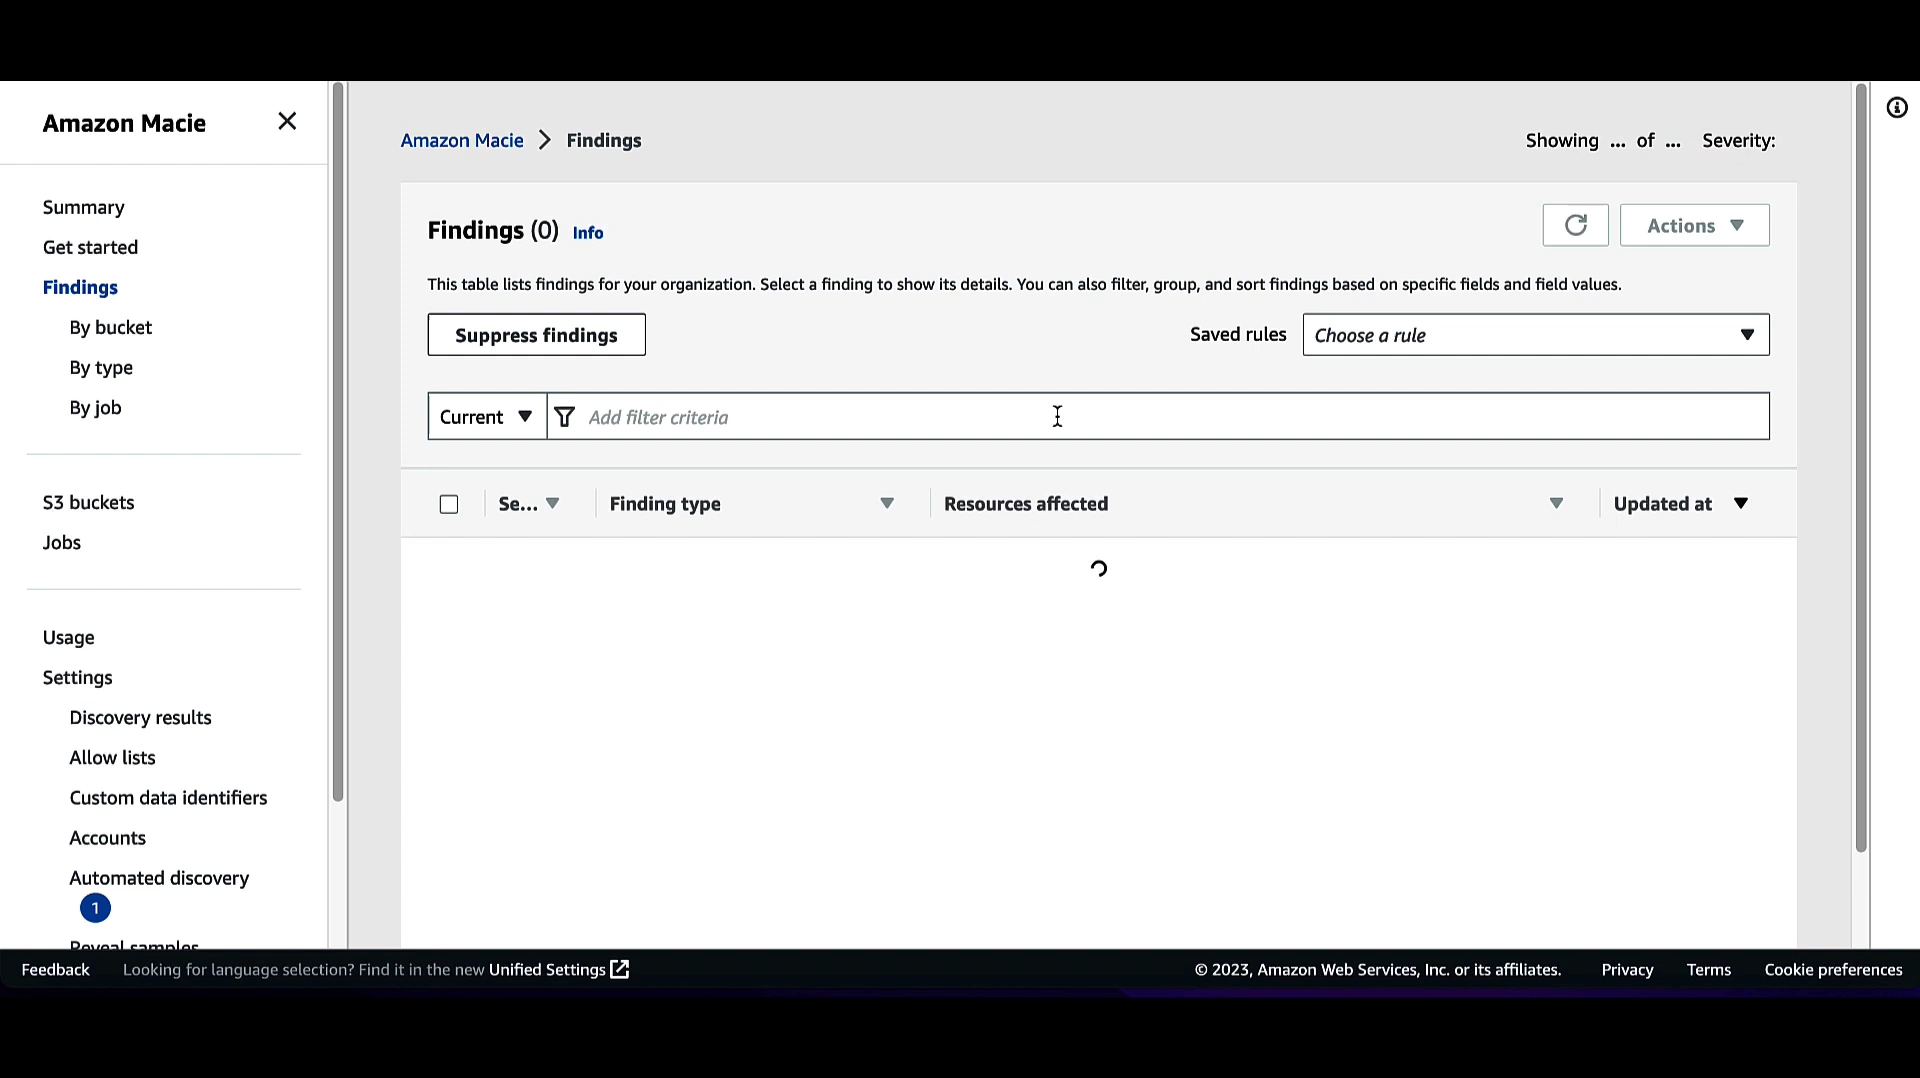 Amazon Macie
Summary
Get started
Findings
By bucket
By type
By job
S3 buckets
Jobs
Usage
Settings
Discovery results
Allow lists
Custom data identifiers
Accounts
Automated discovery
1
Reveal samples
Amazon Macie Findings
Showing ... of ... Severity:
Findings (0) Info
Actions
This table lists findings for your organization. Select a finding to show its details. You can also filter, group, and sort findings based on specific fields and field values.
Suppress findings
Saved rules Choose a rule
Current Add filter criteria
Se... Finding type Resources affected Updated at
Feedback Looking for language selection? Find it in the new Unified Settings © 2023, Amazon Web Services, Inc. or its affiliates. Privacy Terms Cookie preferences